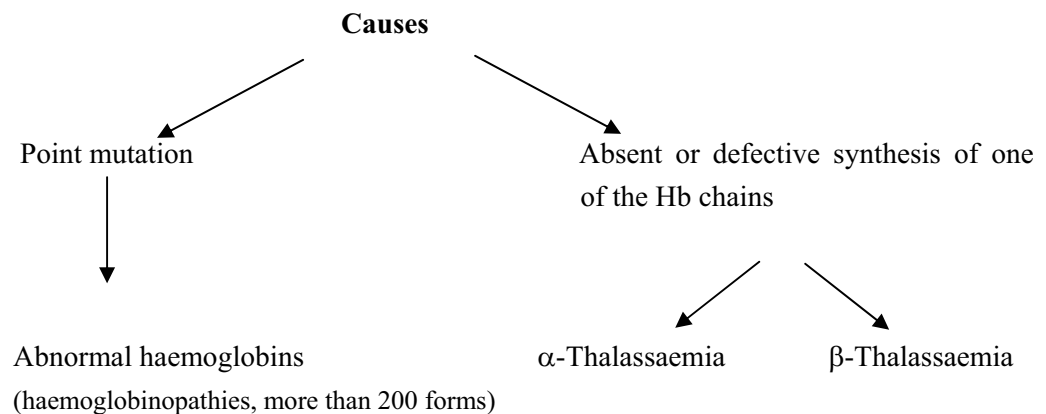 Causes
Point mutation
Absent or defective synthesis of one
of the Hb chains
Abnormal haemoglobins
(haemoglobinopathies, more than 200 forms)
α-Thalassaemia
β-Thalassaemia